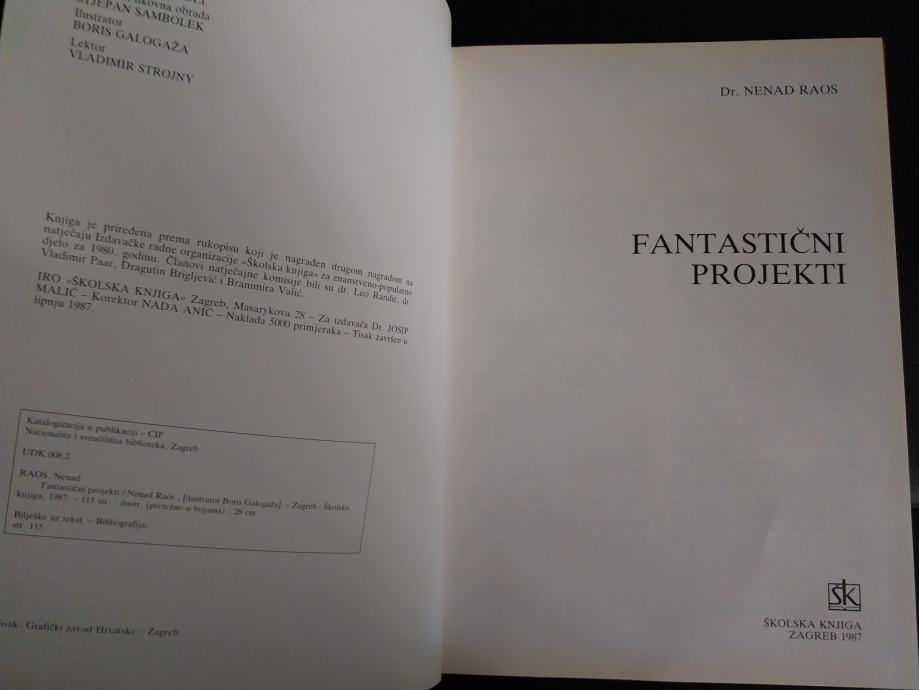 likovna obrada
STJEPAN SAMBOLEK
Ilustrator
BORIS GALOGAŽA
Lektor
VLADIMIR STROJNY
Knjiga je priređena prema rukopisu koji je nagrađen drugom nagradom na
natječaju Izdavačke radne organizacije »Školska knjiga« za znanstveno-popularno
djelo za 1980. godinu. Članovi natječajne komisije bili su dr. Leo Randić, dr.
Vladimir Paar, Dragutin Brigljević i Branimira Valić.
IRO »ŠKOLSKA KNJIGA« Zagreb, Masarykova 28 – Za izdavača Dr. JOSIP
MALIĆ – Korektor NADA ANIĆ – Naklada 5000 primjeraka – Tisak završen u
lipnju 1987.
Katalogizacija u publikaciji – CIP
Nacionalna i sveučilišna biblioteka, Zagreb
UDK 008.2
RAOS, Nenad
Fantastični projekti / Nenad Raos ; [ilustrator Boris Galogaža]. – Zagreb : Školska
knjiga, 1987. – 115 str. : ilustr. (pretežno u bojama) ; 28 cm
Bilješke uz tekst. – Bibliografija:
str. 115.
isak: Grafički zavod Hrvatske – Zagreb
Dr. NENAD RAOS
FANTASTIČNI
PROJEKTI
ŠK
ŠKOLSKA KNJIGA
ZAGREB 1987